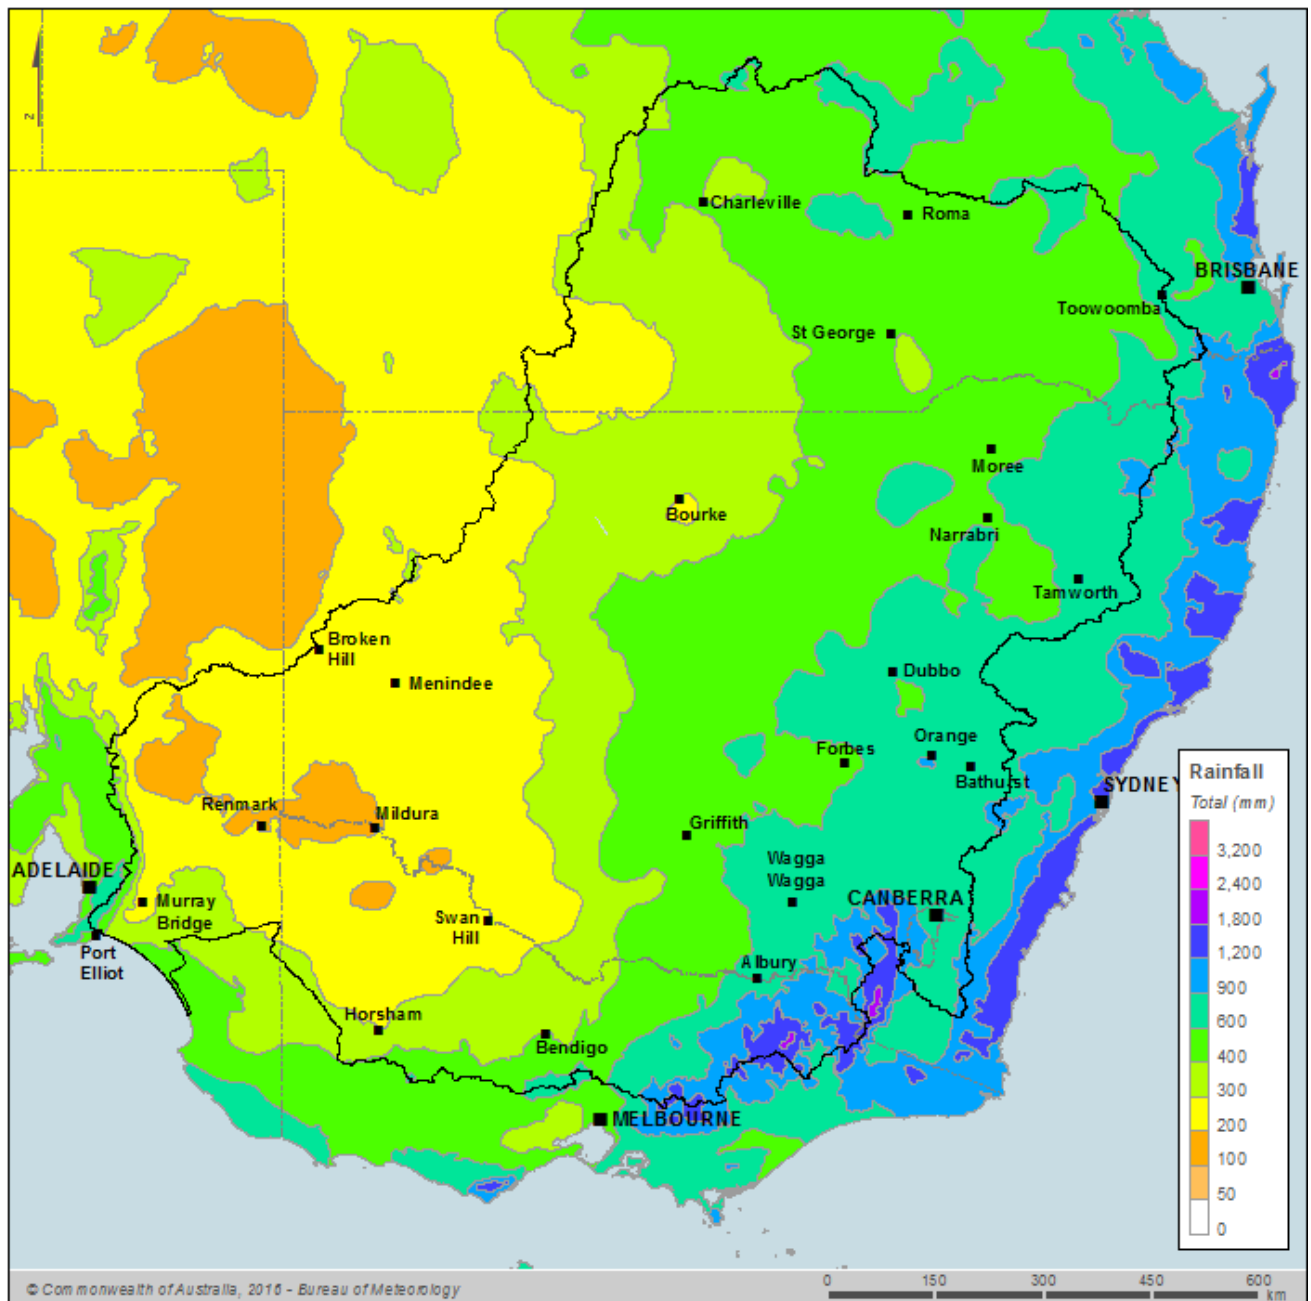 N
Charleville
Roma
BRISBANE
Toowoomba
St George
Moree
Bourke
Narrabri
Tamworth
Broken
Hill
Menindee
Dubbo
Forbes
Orange
Bathurst
SYDNEY
Renmark
Mildura
Griffith
Wagga
Wagga
ADELAIDE
Murray
Bridge
CANBERRA
Swan
Hill
Port
Elliot
Albury
Horsham
Bendigo
MELBOURNE
Rainfall
Total (mm)
3,200
2,400
1,800
1,200
900
600
400
300
200
100
50
0
© Commonwealth of Australia, 2016 - Bureau of Meteorology
0 150 300 450 600
km